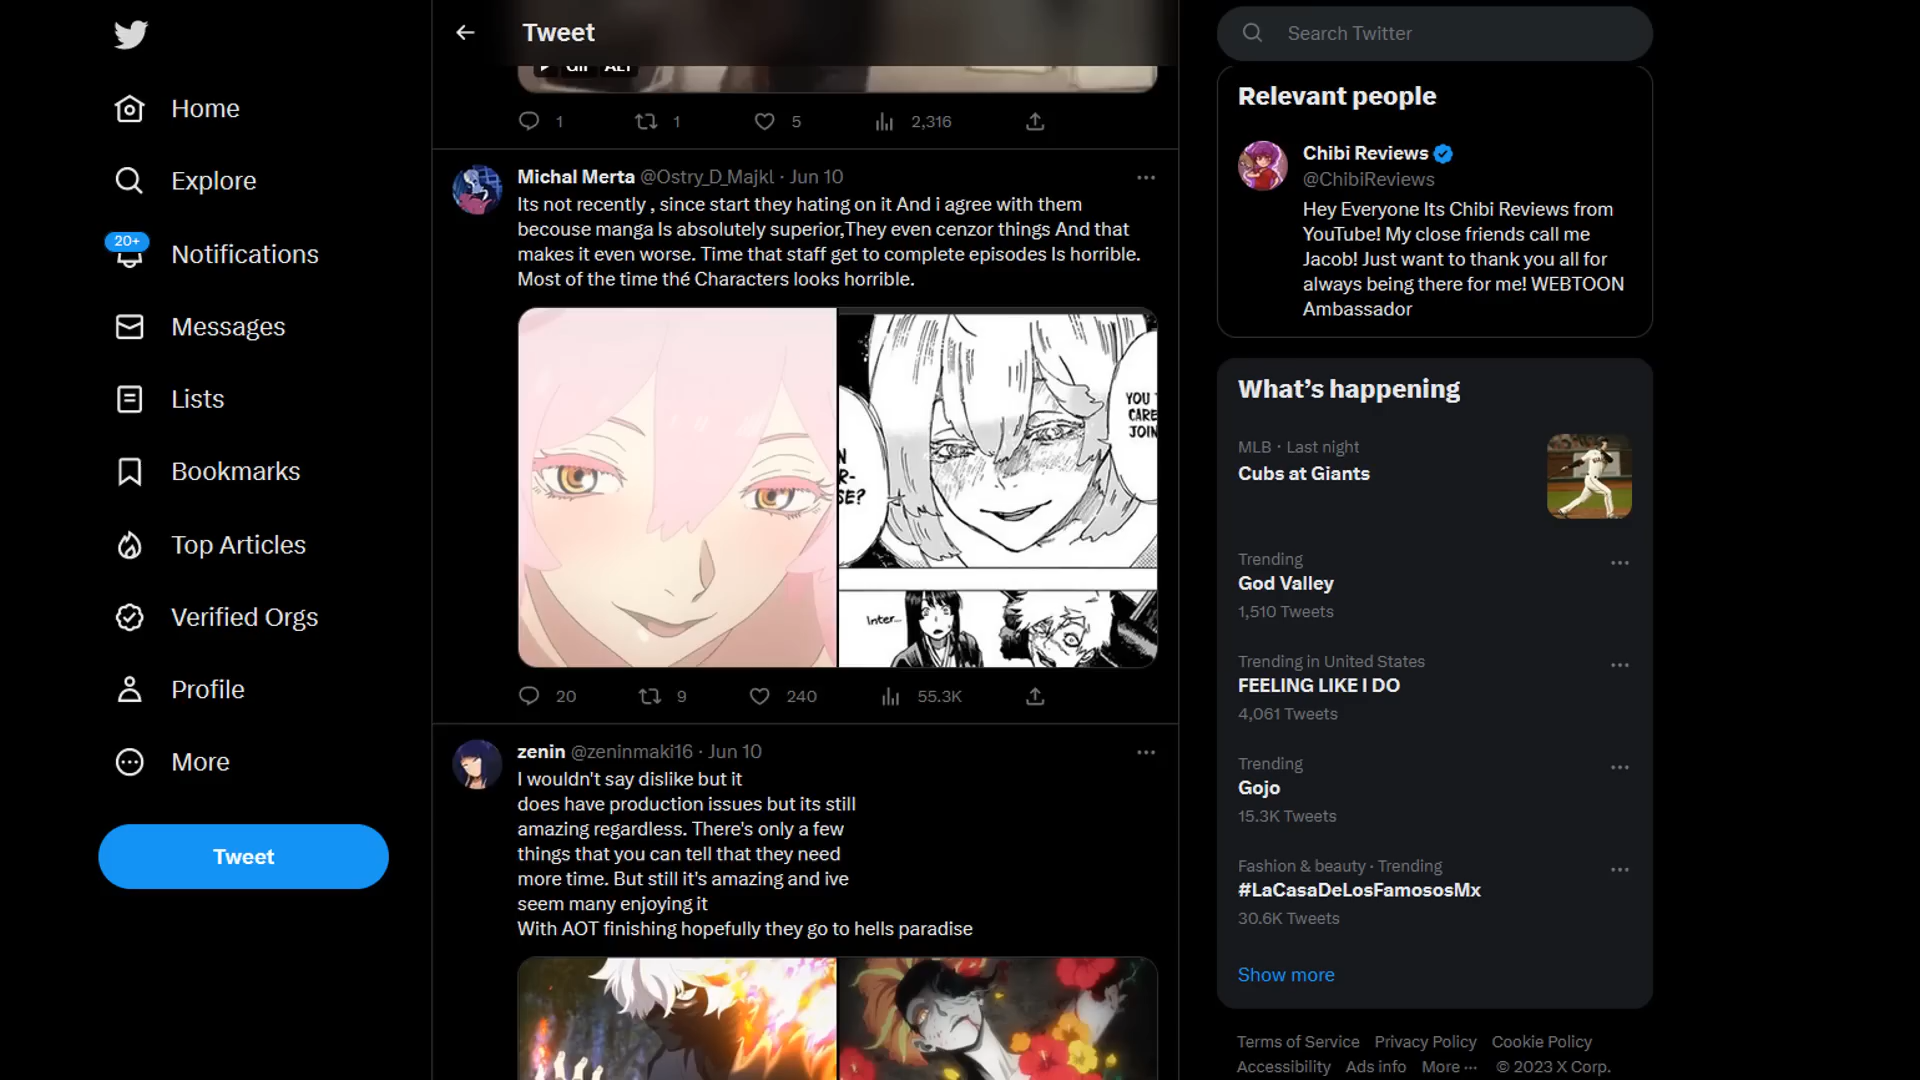 Home
Explore
20+
Notifications
Messages
Lists
Bookmarks
Top Articles
Verified Orgs
Profile
More
Tweet
Tweet
GIF ALT
1 1 5 2,316
Michal Merta @Ostry_D_Majkl · Jun 10
Its not recently , since start they hating on it And i agree with them
becouse manga Is absolutely superior,They even cenzor things And that
makes it even worse. Time that staff get to complete episodes Is horrible.
Most of the time thé Characters looks horrible.
YOU
CARE
JOIN
N
R-
SE?
Inter...
20 9 240 55.3K
zenin @zeninmaki16 · Jun 10
I wouldn't say dislike but it
does have production issues but its still
amazing regardless. There's only a few
things that you can tell that they need
more time. But still it's amazing and ive
seem many enjoying it
With AOT finishing hopefully they go to hells paradise
Search Twitter
Relevant people
Chibi Reviews
@ChibiReviews
Hey Everyone Its Chibi Reviews from
YouTube! My close friends call me
Jacob! Just want to thank you all for
always being there for me! WEBTOON
Ambassador
What's happening
MLB · Last night
Cubs at Giants
Trending
God Valley
1,510 Tweets
Trending in United States
FEELING LIKE I DO
4,061 Tweets
Trending
Gojo
15.3K Tweets
Fashion & beauty · Trending
#LaCasaDeLosFamososMx
30.6K Tweets
Show more
Terms of Service Privacy Policy Cookie Policy
Accessibility Ads info More ··· © 2023 X Corp.